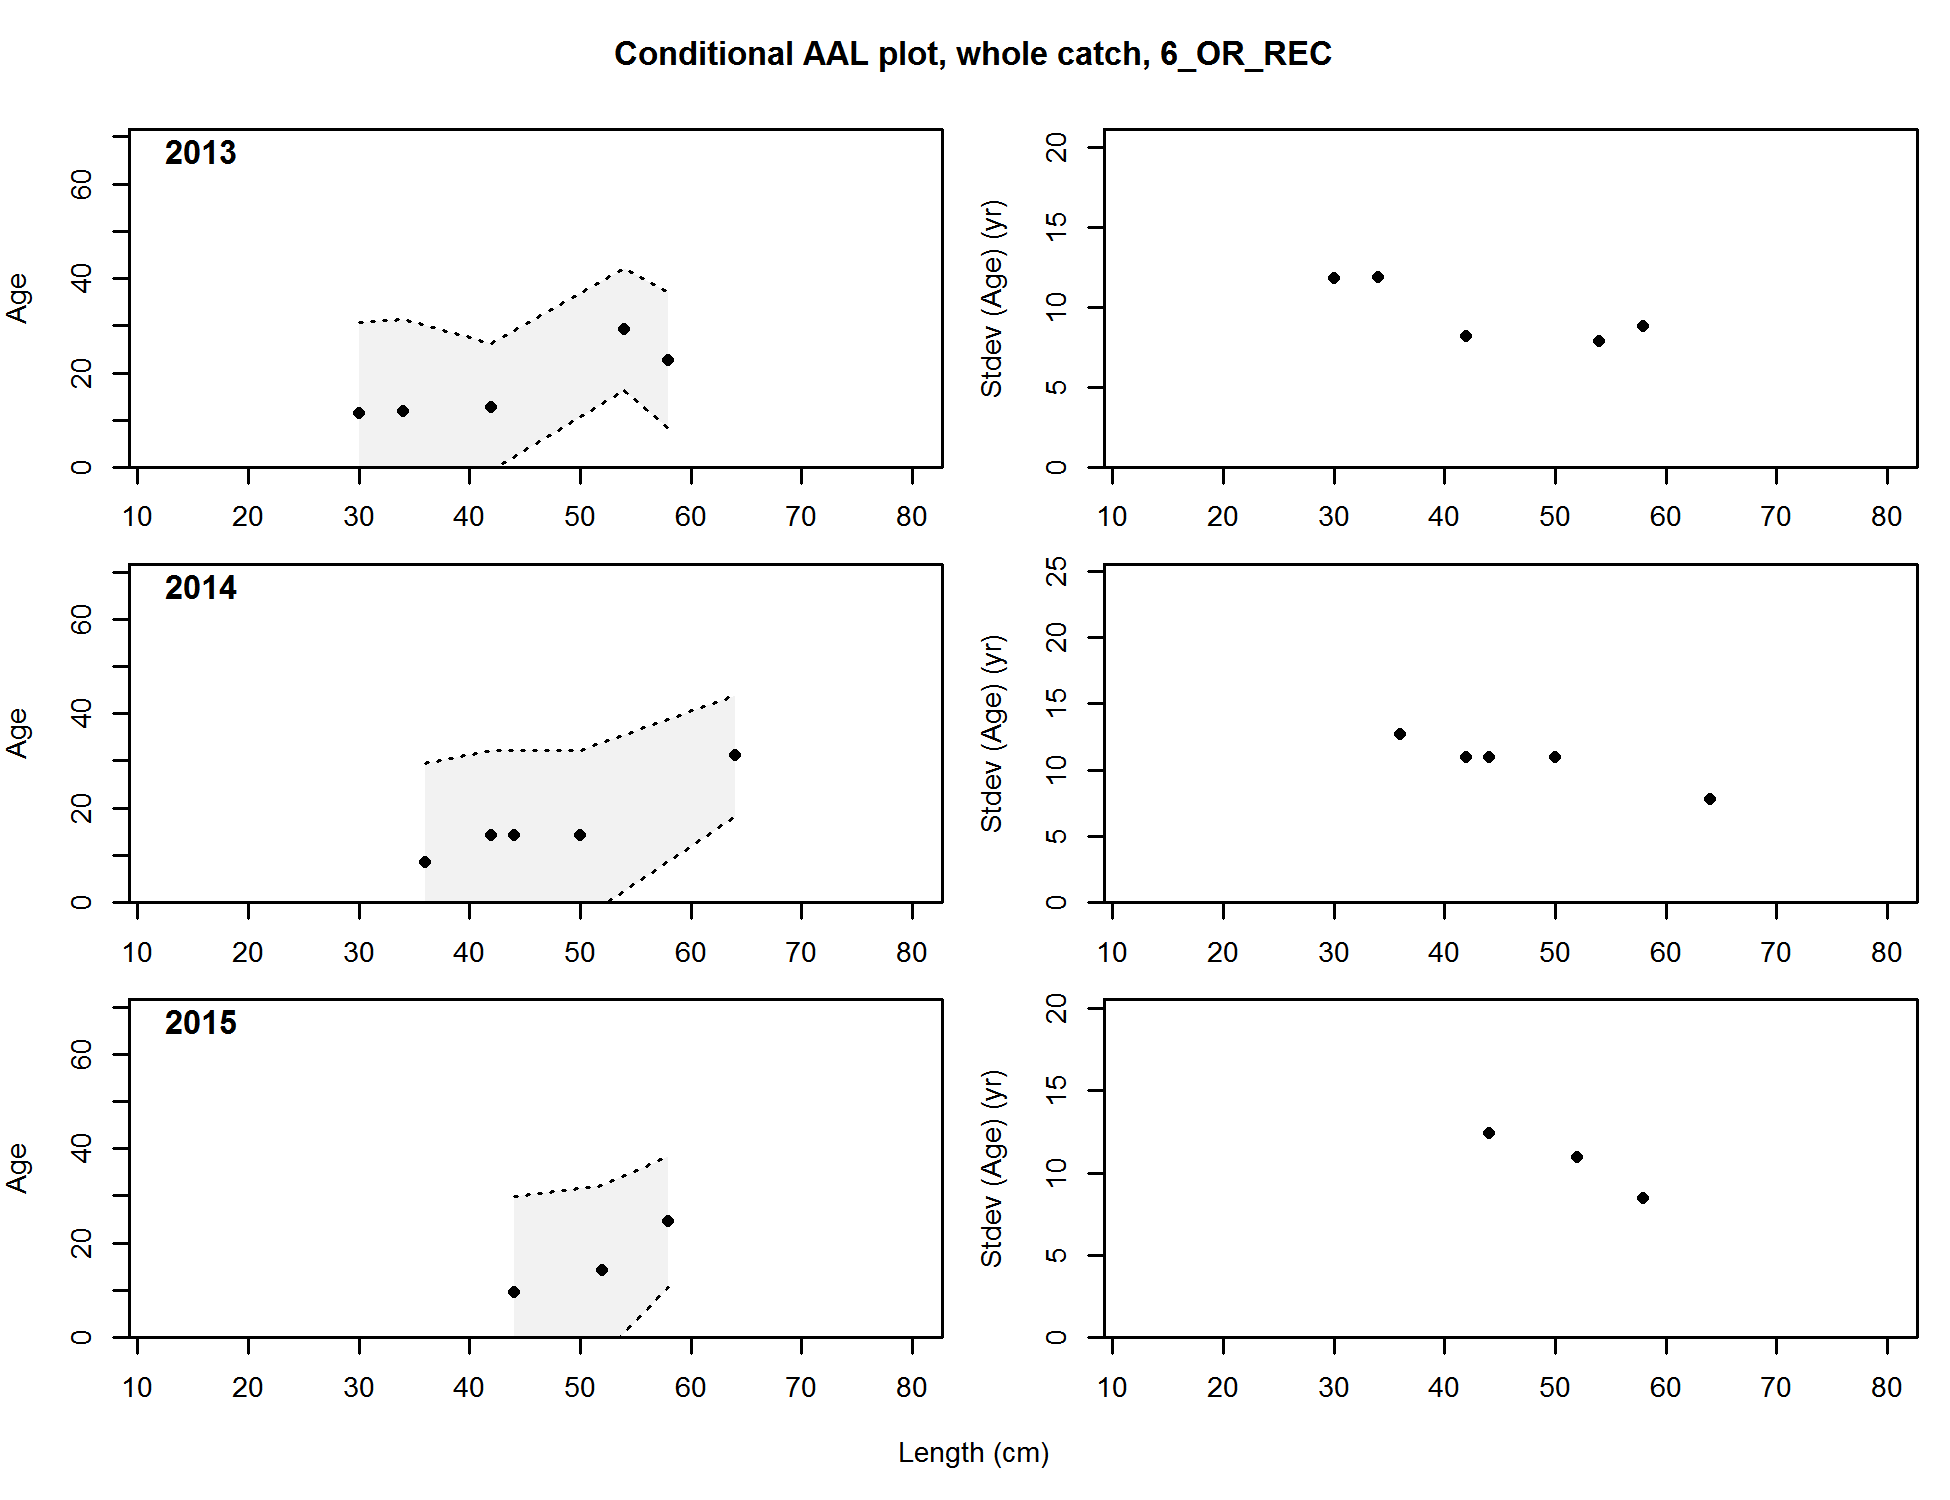 Conditional AAL plot, whole catch, 6_OR_REC
2013
Age
0 20 40 60
10 20 30 40 50 60 70 80
Stdev (Age) (yr)
0 5 10 15 20
10 20 30 40 50 60 70 80
2014
Age
0 20 40 60
10 20 30 40 50 60 70 80
Stdev (Age) (yr)
0 5 10 15 20 25
10 20 30 40 50 60 70 80
2015
Age
0 20 40 60
10 20 30 40 50 60 70 80
Stdev (Age) (yr)
0 5 10 15 20
10 20 30 40 50 60 70 80
Length (cm)